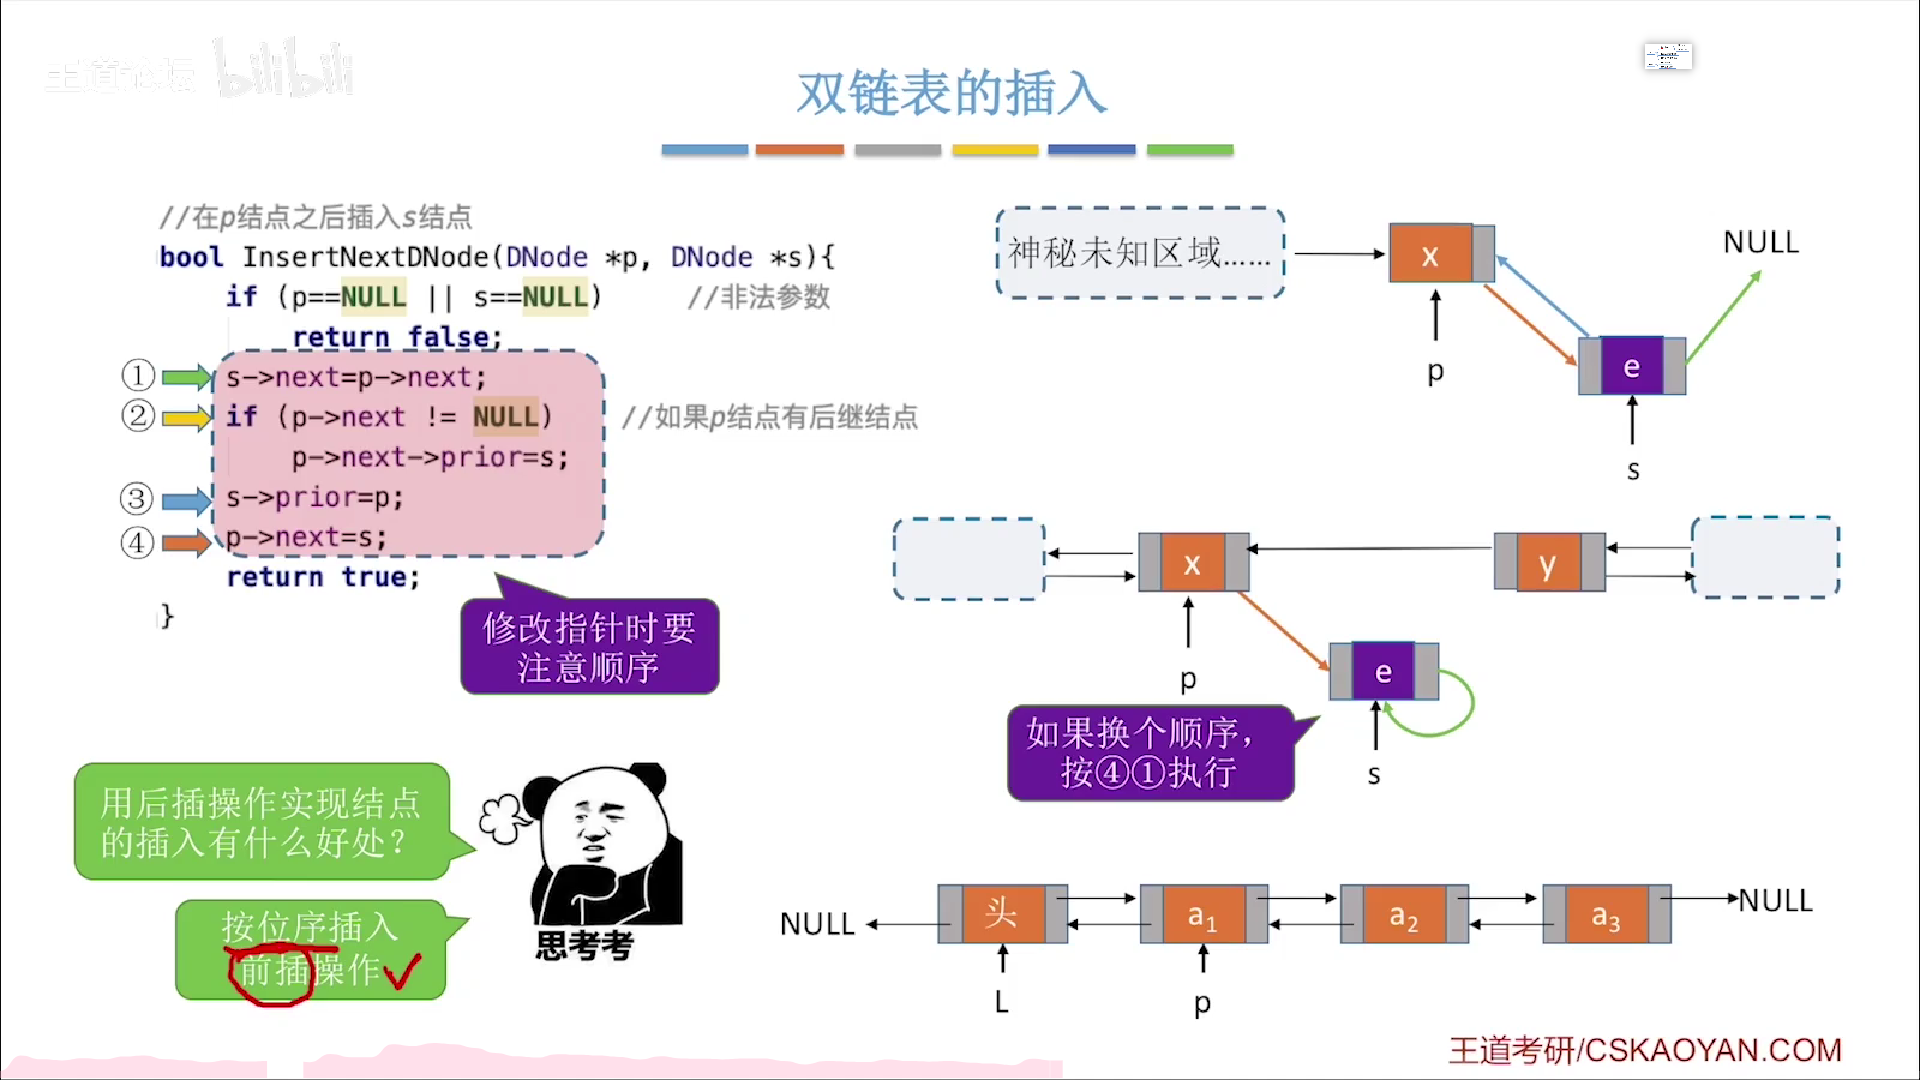 王道论坛 bilibili
双链表的插入
//在p结点之后插入s结点
bool InsertNextDNode(DNode *p, DNode *s){
if (p==NULL || s==NULL) //非法参数
return false;
① s->next=p->next;
② if (p->next != NULL) //如果p结点有后继结点
p->next->prior=s;
③ s->prior=p;
④ p->next=s;
return true;
}
修改指针时要
注意顺序
神秘未知区域......
x
NULL
p
e
s
x
y
p
e
s
如果换个顺序，
按④①执行
用后插操作实现结点
的插入有什么好处？
按位序插入
前插操作
思考考
NULL
头
a1
a2
a3
NULL
L
p
王道考研/CSKAOYAN.COM